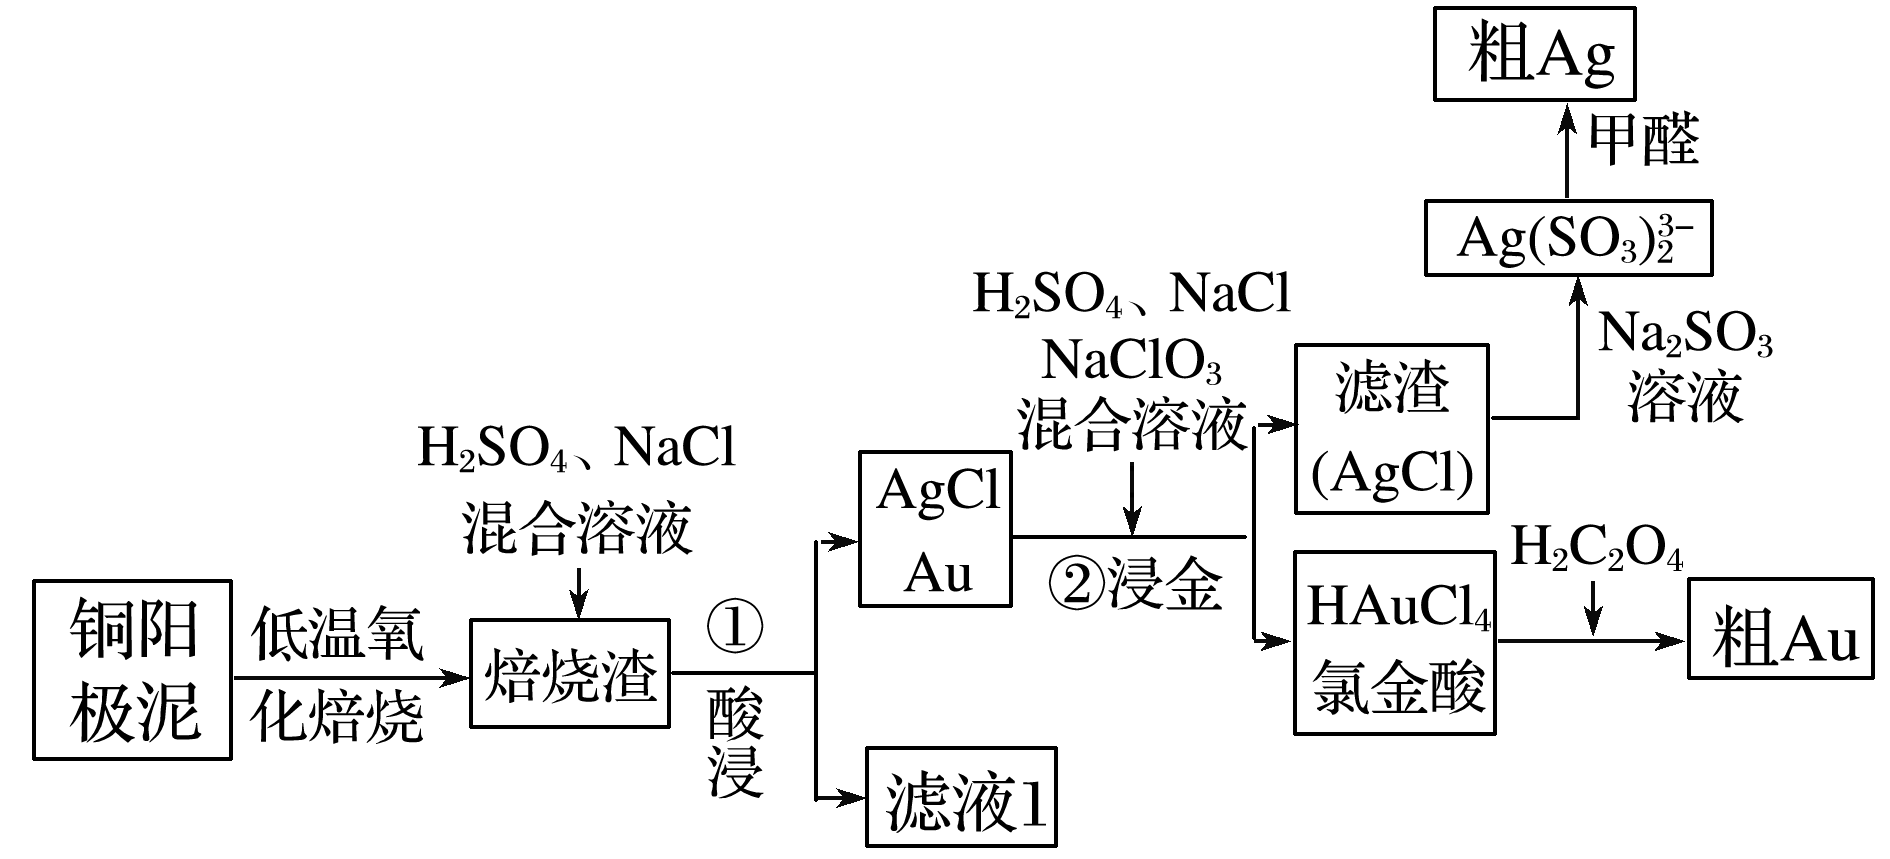 铜阳
极泥
低温氧
化焙烧
H₂SO₄、NaCl
混合溶液
焙烧渣
①
酸
浸
AgCl
Au
滤液1
H₂SO₄、NaCl
NaClO₃
混合溶液
②浸金
滤渣
(AgCl)
HAuCl₄
氯金酸
Na₂SO₃
溶液
Ag(SO₃)₂³⁻
甲醛
粗Ag
H₂C₂O₄
粗Au